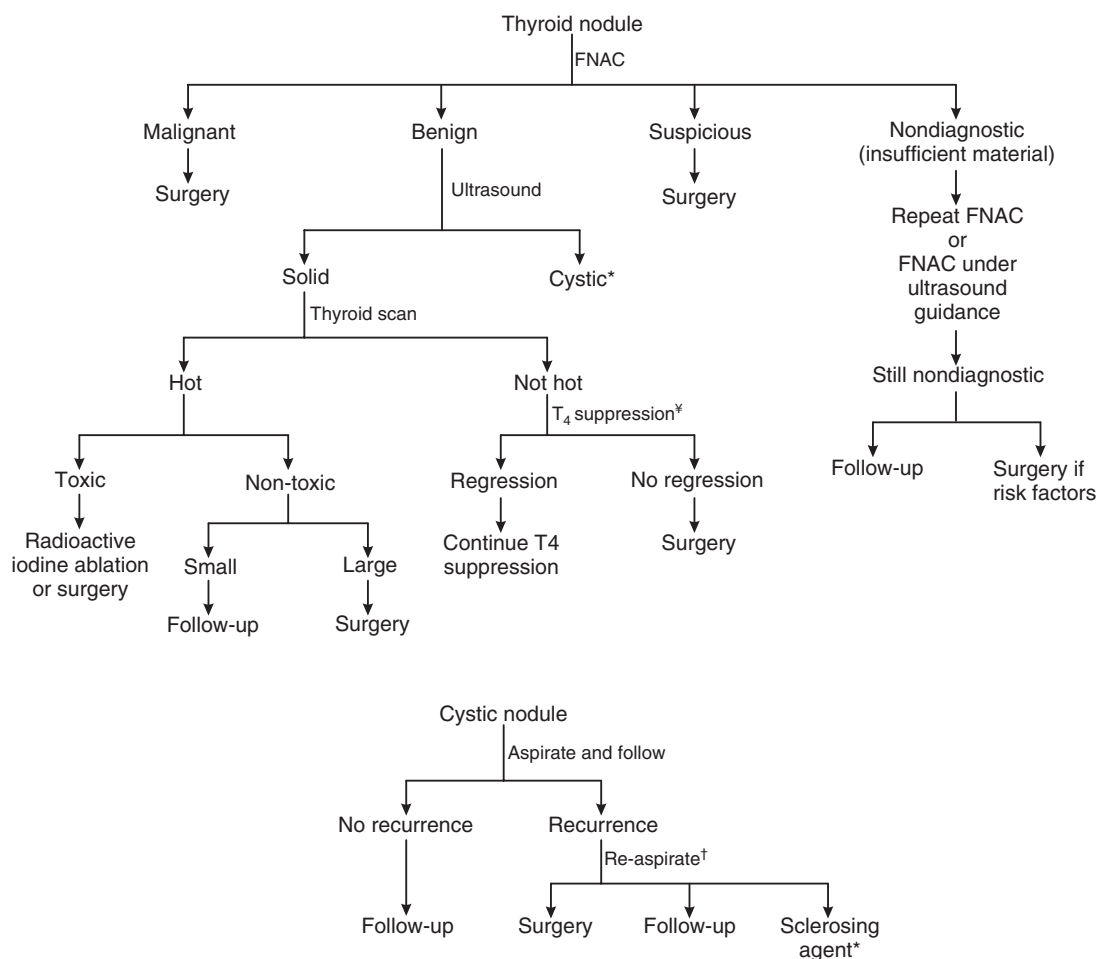 Thyroid nodule
FNAC
Malignant
Benign
Suspicious
Nondiagnostic
(insufficient material)
Surgery
Ultrasound
Surgery
Repeat FNAC
or
FNAC under
ultrasound
guidance
Solid
Cystic*
Thyroid scan
Hot
Not hot
Still nondiagnostic
T₄ suppression¥
Toxic
Non-toxic
Regression
No regression
Follow-up
Surgery if
risk factors
Radioactive
iodine ablation
or surgery
Small
Large
Continue T4
suppression
Surgery
Follow-up
Surgery
Cystic nodule
Aspirate and follow
No recurrence
Recurrence
Re-aspirate†
Follow-up
Surgery
Follow-up
Sclerosing
agent*